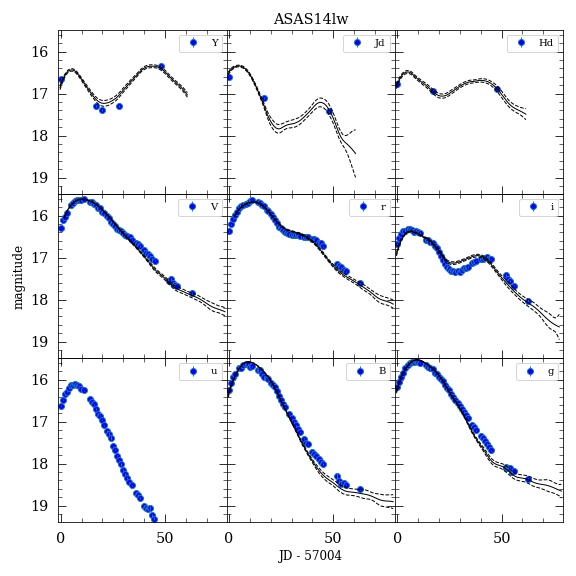 ASAS14lw
16
17
18
19
Y
Jd
Hd
magnitude
16
17
18
19
V
r
i
16
17
18
19
u
B
g
0 50 0 50 0 50
JD - 57004